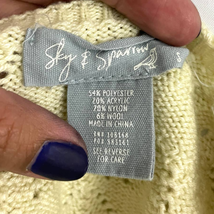 Sky & Sparrow
54% POLYESTER
20% ACRYLIC
20% NYLON
6% WOOL
MADE IN CHINA
SEE REVERSE
FOR CARE